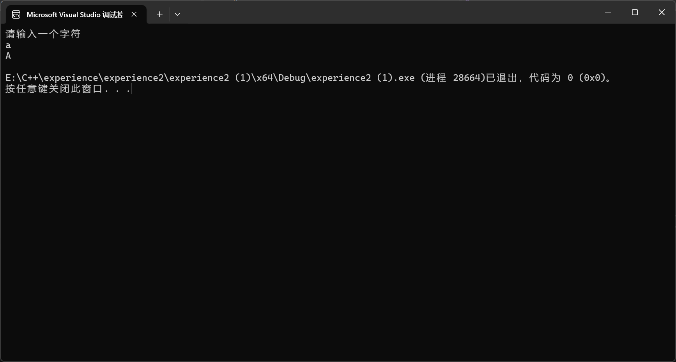 Microsoft Visual Studio 调试控
请输入一个字符
a
A
E:\C++\experience\experience2\experience2 (1)\x64\Debug\experience2 (1).exe (进程 28664)已退出，代码为 0 (0x0)。
按任意键关闭此窗口. . .